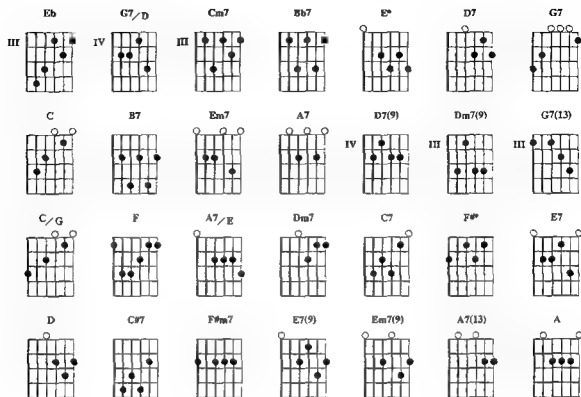 Eb G7/D Cm7 Bb7 E* D7 G7
III IV III
C B7 Em7 A7 D7(9) Dm7(9) G7(13)
IV III III
C/G F A7/E Dm7 C7 F#* E7
D C#7 F#m7 E7(9) Em7(9) A7(13) A